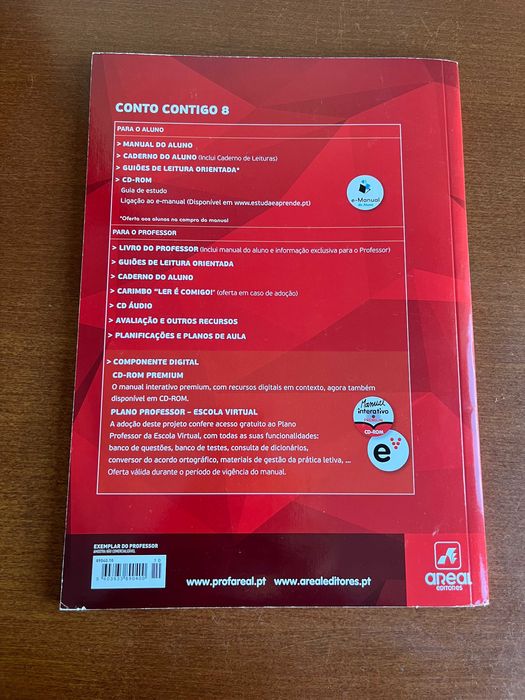 CONTO CONTIGO 8
PARA O ALUNO
> MANUAL DO ALUNO
> CADERNO DO ALUNO (Inclui Caderno de Leituras)
> GUIÕES DE LEITURA ORIENTADA*
> CD-ROM
Guia de estudo
Ligação ao e-manual (Disponível em www.estudaeaprende.pt)
e-Manual
do Aluno
*Oferta aos alunos na compra do manual
PARA O PROFESSOR
> LIVRO DO PROFESSOR (Inclui manual do aluno e informação exclusiva para o Professor)
> GUIÕES DE LEITURA ORIENTADA
> CADERNO DO ALUNO
> CARIMBO "LER É COMIGO!" (oferta em caso de adoção)
> CD ÁUDIO
> AVALIAÇÃO E OUTROS RECURSOS
> PLANIFICAÇÕES E PLANOS DE AULA
> COMPONENTE DIGITAL
CD-ROM PREMIUM
O manual interativo premium, com recursos digitais em contexto, agora também
disponível em CD-ROM.
Manual
interativo
PREMIUM
CD-ROM
PLANO PROFESSOR – ESCOLA VIRTUAL
A adoção deste projeto confere acesso gratuito ao Plano
Professor da Escola Virtual, com todas as suas funcionalidades:
banco de questões, banco de testes, consulta de dicionários,
conversor do acordo ortográfico, materiais de gestão da prática letiva, ...
Oferta válida durante o período de vigência do manual.
e
EXEMPLAR DO PROFESSOR
AMOSTRA NÃO COMERCIALIZÁVEL
89040.10
www.profareal.pt www.arealeditores.pt
areal
EDITORES